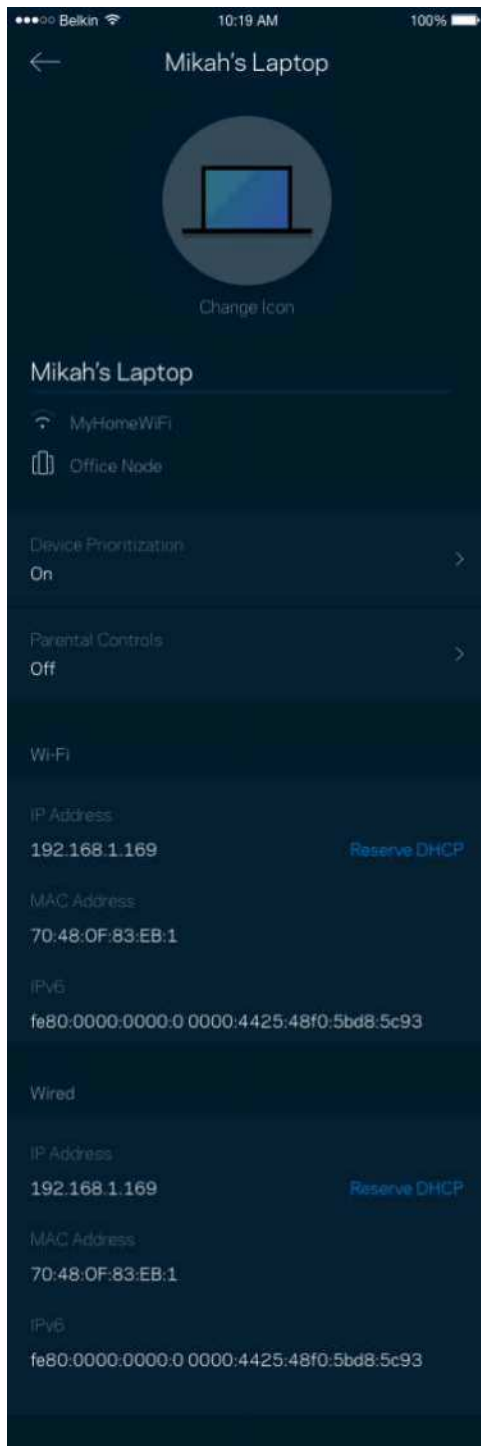 Belkin 10:19 AM 100%
Mikah's Laptop
Change Icon
Mikah's Laptop
MyHomeWiFi
Office Node
Device Prioritization
On
Parental Controls
Off
Wi-Fi
IP Address
192.168.1.169 Reserve DHCP
MAC Address
70:48:0F:83:EB:1
IPv6
fe80:0000:0000:0 0000:4425:48f0:5bd8:5c93
Wired
IP Address
192.168.1.169 Reserve DHCP
MAC Address
70:48:0F:83:EB:1
IPv6
fe80:0000:0000:0 0000:4425:48f0:5bd8:5c93